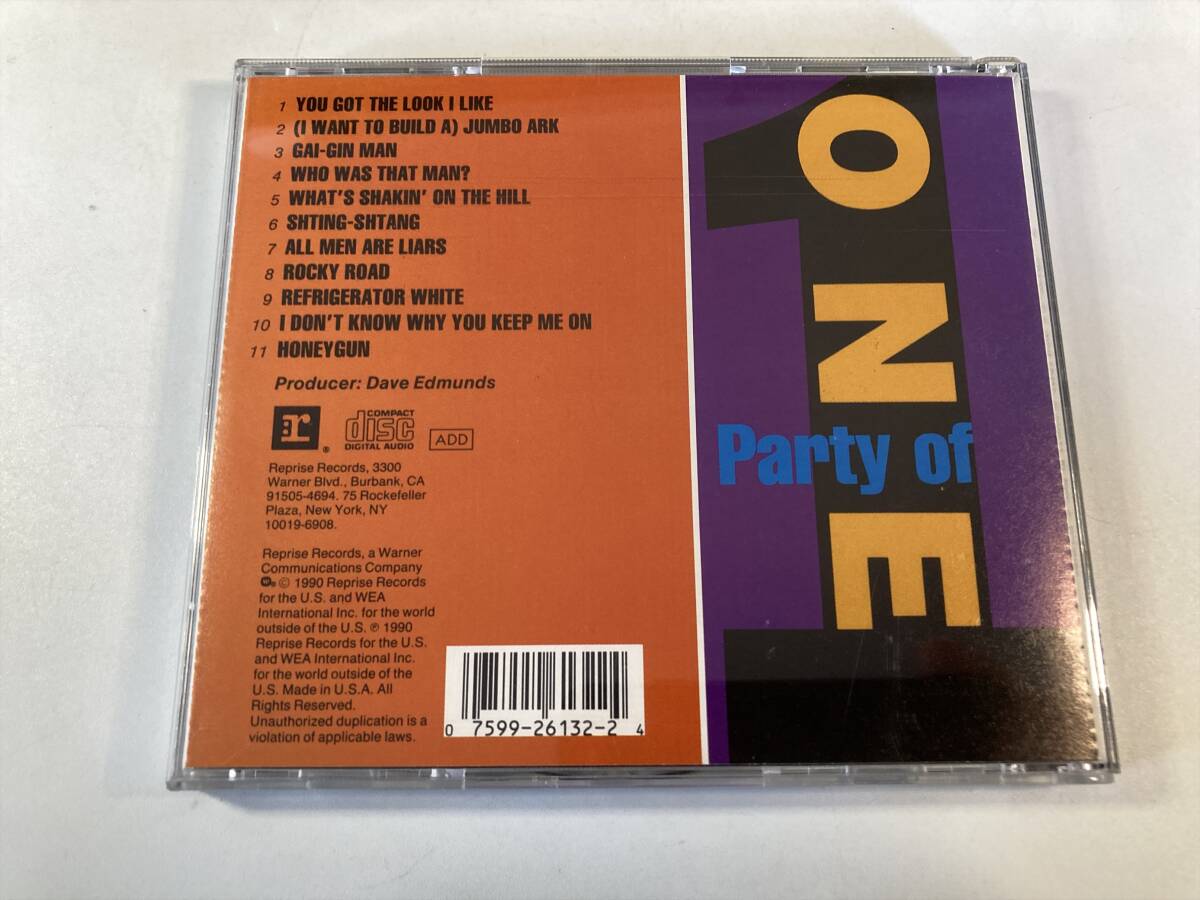 1 YOU GOT THE LOOK I LIKE
2 (I WANT TO BUILD A) JUMBO ARK
3 GAI-GIN MAN
4 WHO WAS THAT MAN?
5 WHAT'S SHAKIN' ON THE HILL
6 SHTING-SHTANG
7 ALL MEN ARE LIARS
8 ROCKY ROAD
9 REFRIGERATOR WHITE
10 I DON'T KNOW WHY YOU KEEP ME ON
11 HONEYGUN
Producer: Dave Edmunds
r ®
COMPACT
disc
DIGITAL AUDIO
ADD
Reprise Records, 3300
Warner Blvd., Burbank, CA
91505-4694. 75 Rockefeller
Plaza, New York, NY
10019-6908.
Reprise Records, a Warner
Communications Company
© 1990 Reprise Records
for the U.S. and WEA
International Inc. for the world
outside of the U.S. ℗ 1990
Reprise Records for the U.S.
and WEA International Inc.
for the world outside of the
U.S. Made in U.S.A. All
Rights Reserved.
Unauthorized duplication is a
violation of applicable laws.
0 7599-26132-2 4
1
Party of
ONE